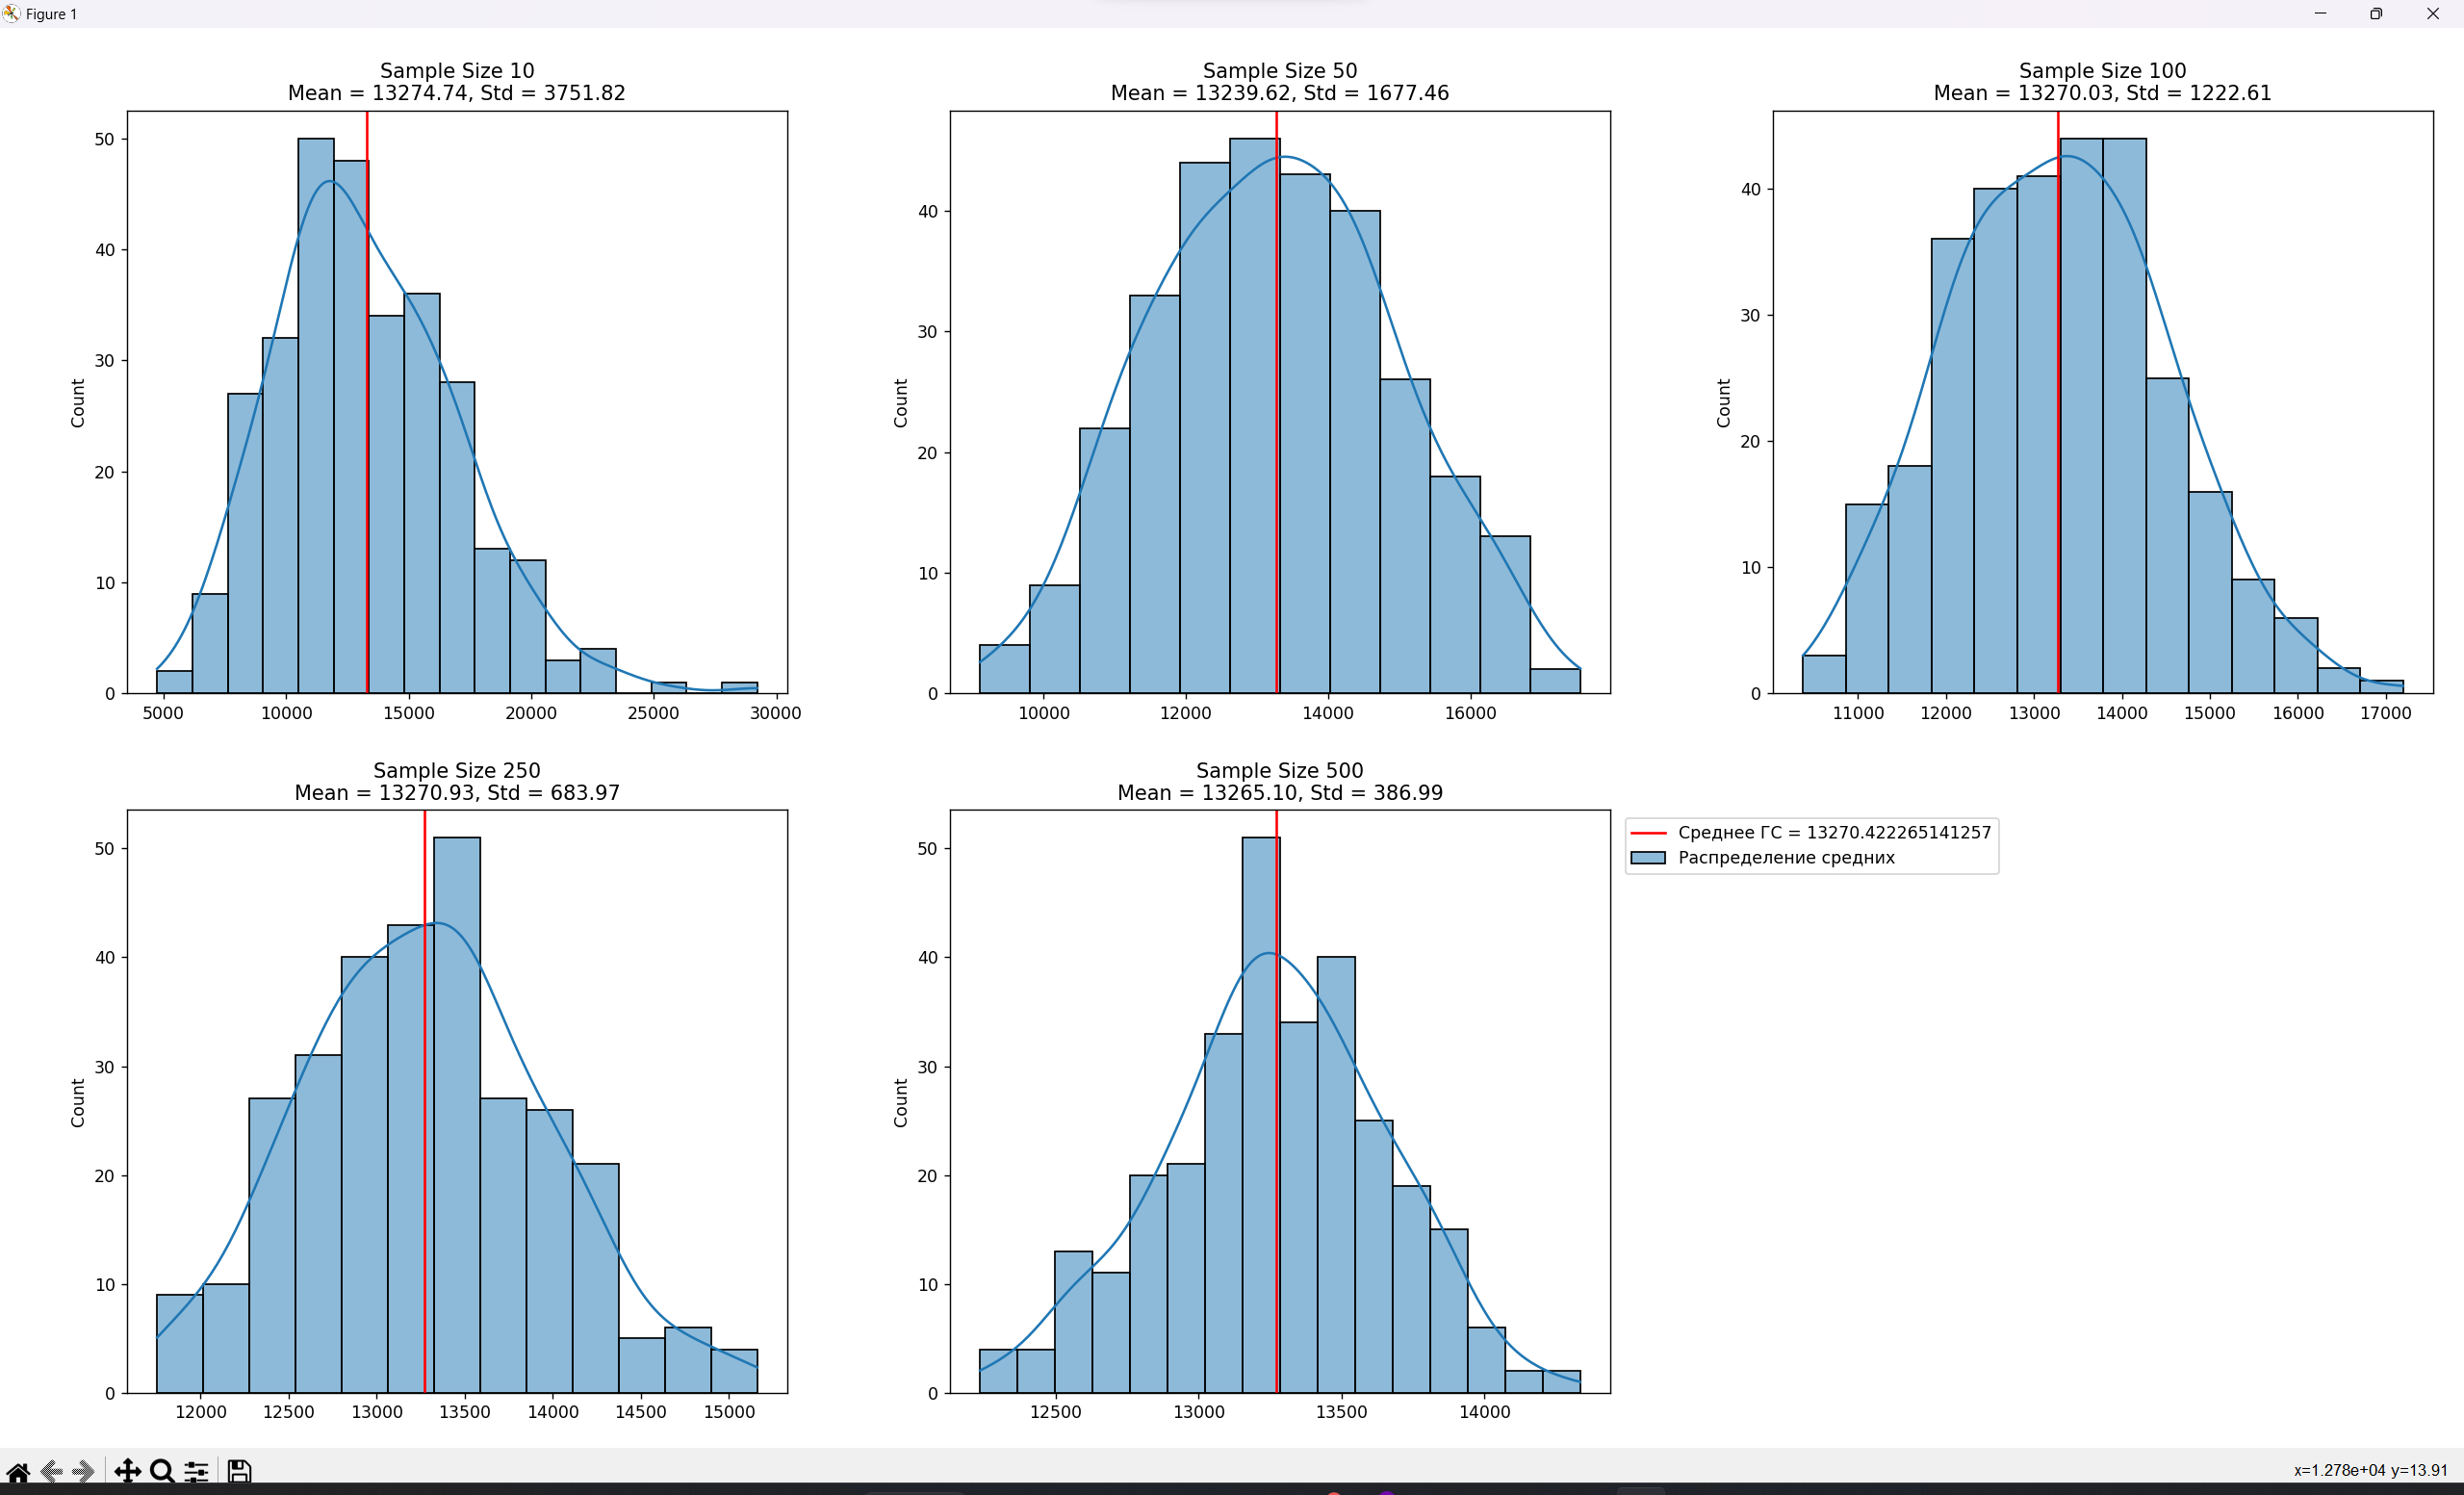 Figure 1
Sample Size 10
Mean = 13274.74, Std = 3751.82
Count
50
40
30
20
10
0
5000 10000 15000 20000 25000 30000
Sample Size 50
Mean = 13239.62, Std = 1677.46
Count
40
30
20
10
0
10000 12000 14000 16000
Sample Size 100
Mean = 13270.03, Std = 1222.61
Count
40
30
20
10
0
11000 12000 13000 14000 15000 16000 17000
Sample Size 250
Mean = 13270.93, Std = 683.97
Count
50
40
30
20
10
0
12000 12500 13000 13500 14000 14500 15000
Sample Size 500
Mean = 13265.10, Std = 386.99
Count
50
40
30
20
10
0
12500 13000 13500 14000
Среднее ГС = 13270.422265141257
Распределение средних
x=1.278e+04 y=13.91